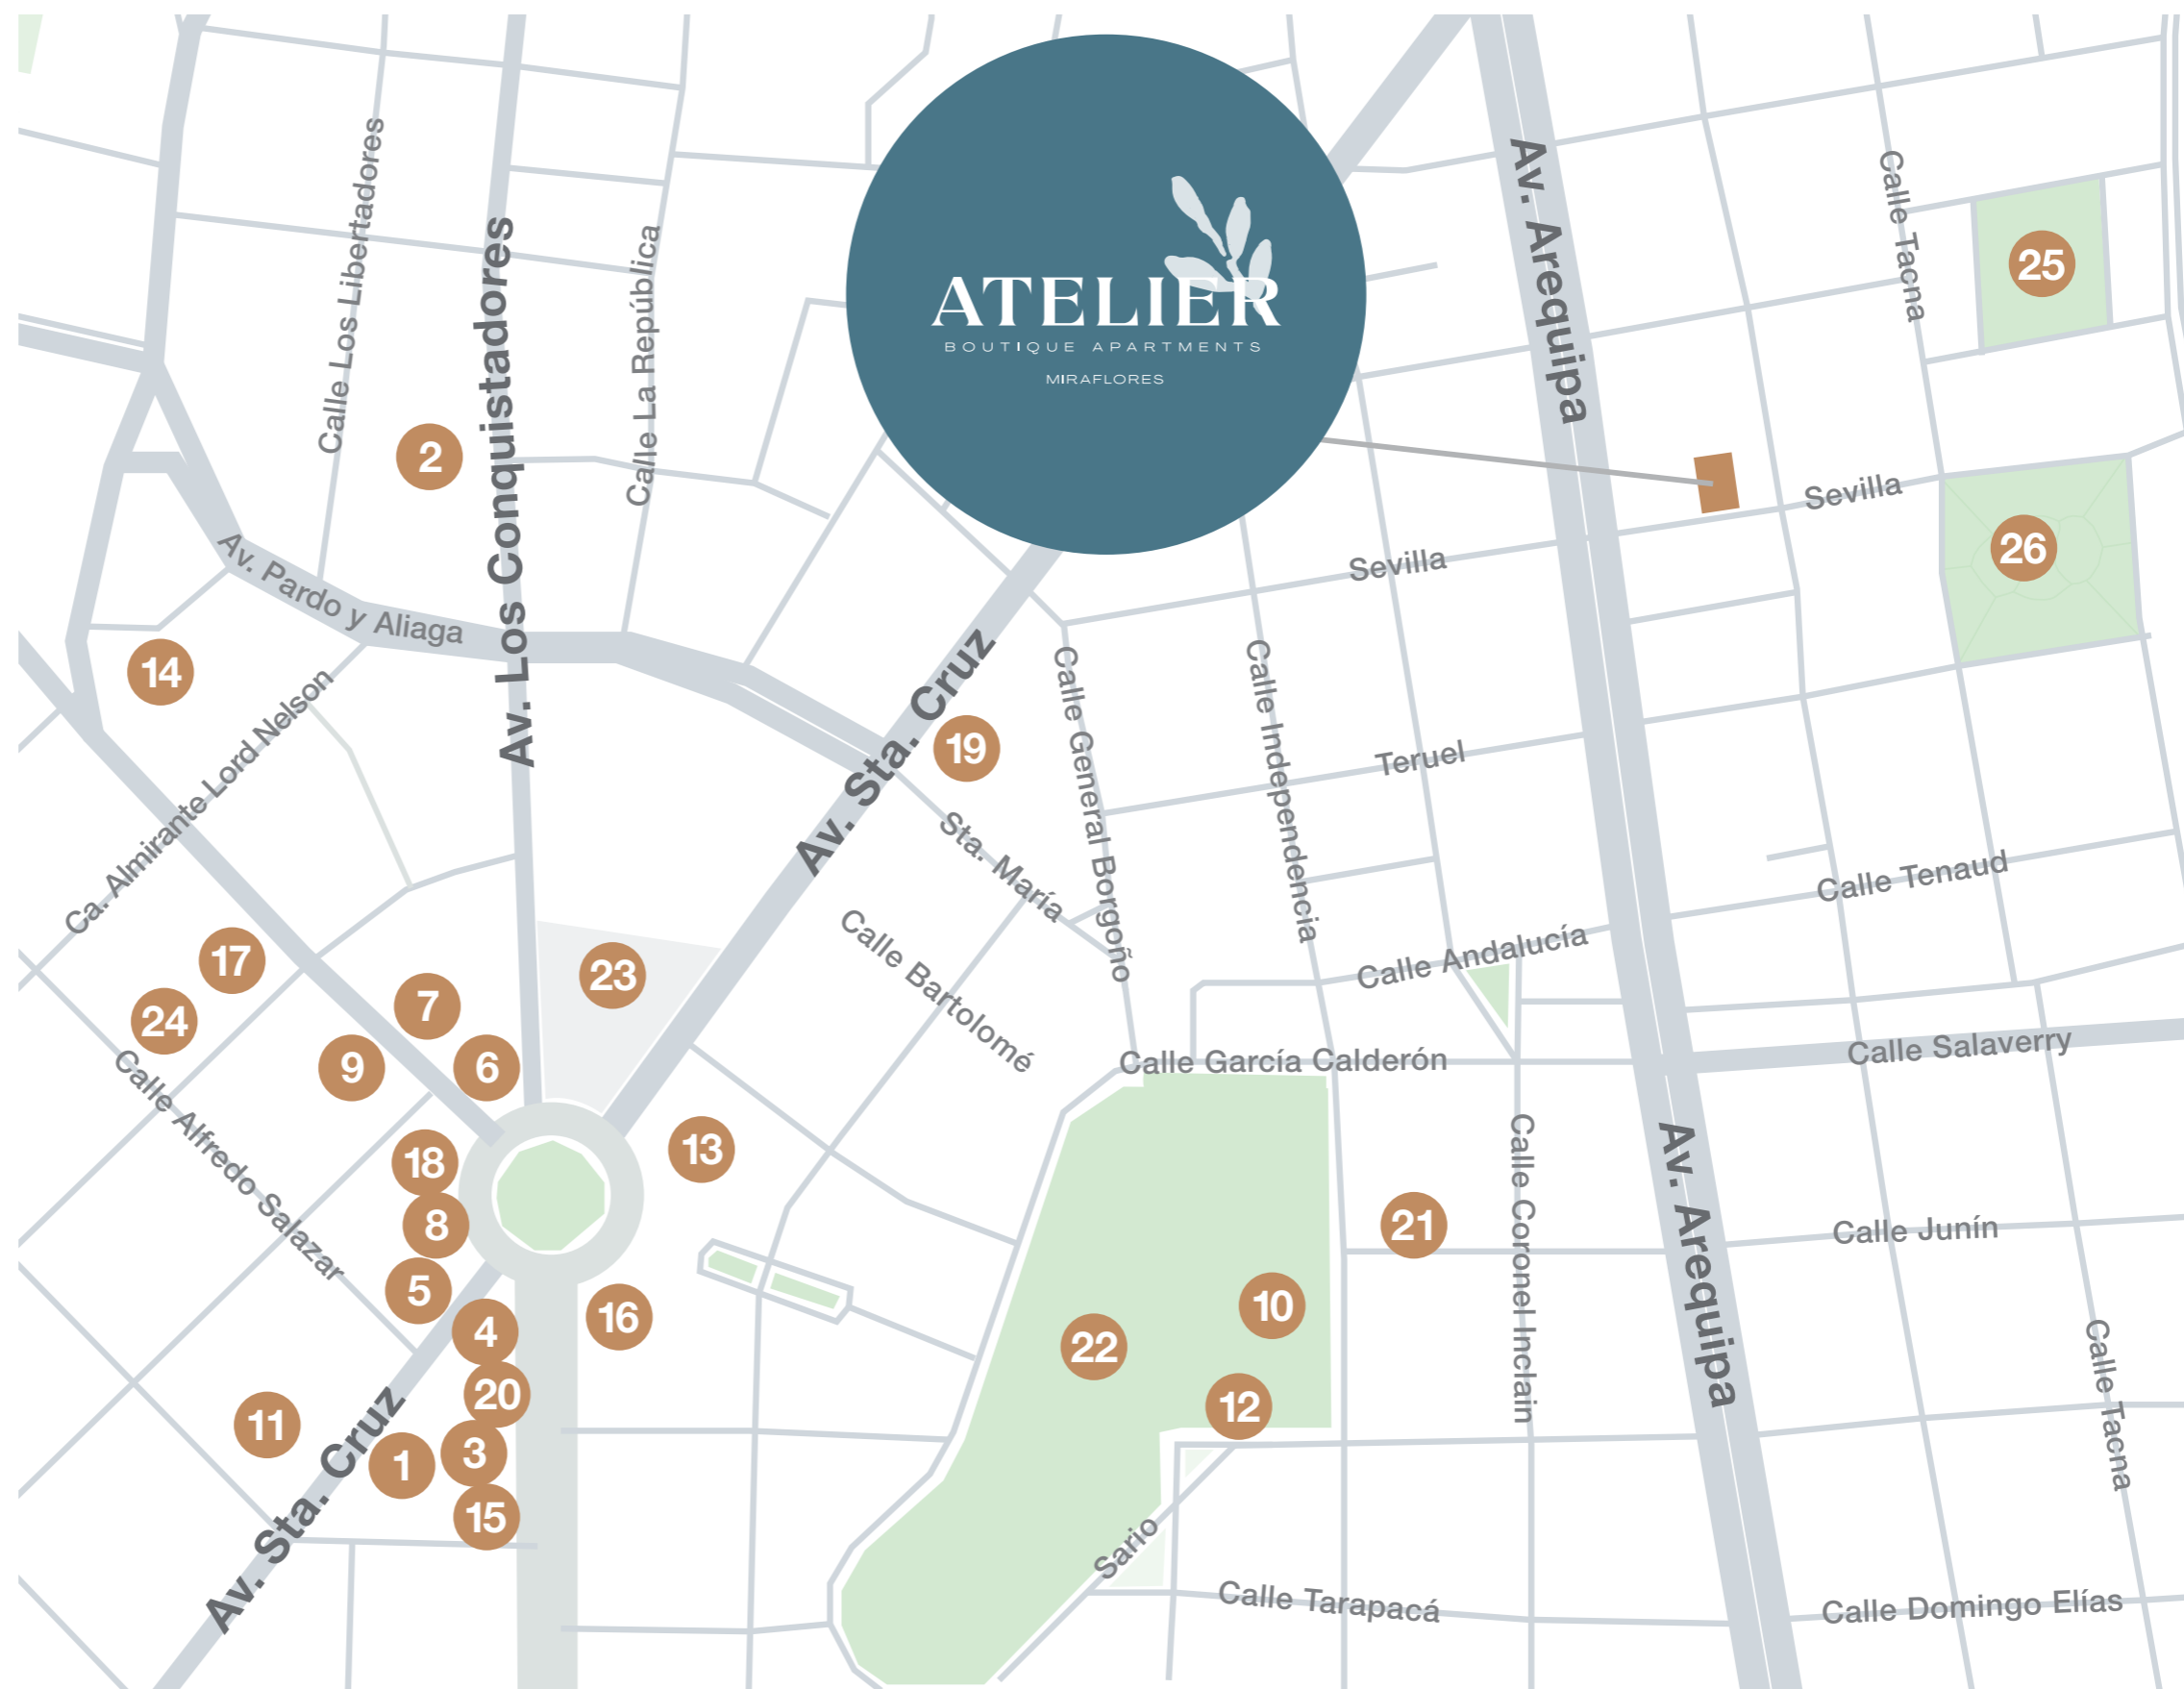 ATELIER
BOUTIQUE APARTMENTS
MIRAFLORES
Calle Los Libertadores
Av. Los Conquistadores
Calle La República
Av. Arequipa
Calle Tacna
25
2
Sevilla
Sevilla
26
Av. Pardo y Aliaga
14
Ca. Almirante Lord Nelson
Av. Sta. Cruz
19
Calle General Borgoño
Calle Independencia
Teruel
Sta. María
Calle Tenaud
Calle Bartolomé
Calle Andalucía
17
23
7
24
9
6
Calle García Calderón
Calle Salaverry
Calle Alfredo Salazar
18
13
8
Calle Coronel Inclain
Av. Arequipa
21
Calle Junín
5
4
16
10
22
20
12
Calle Tacna
11
1
3
15
Av. Sta. Cruz
Sario
Calle Tarapacá
Calle Domingo Elías